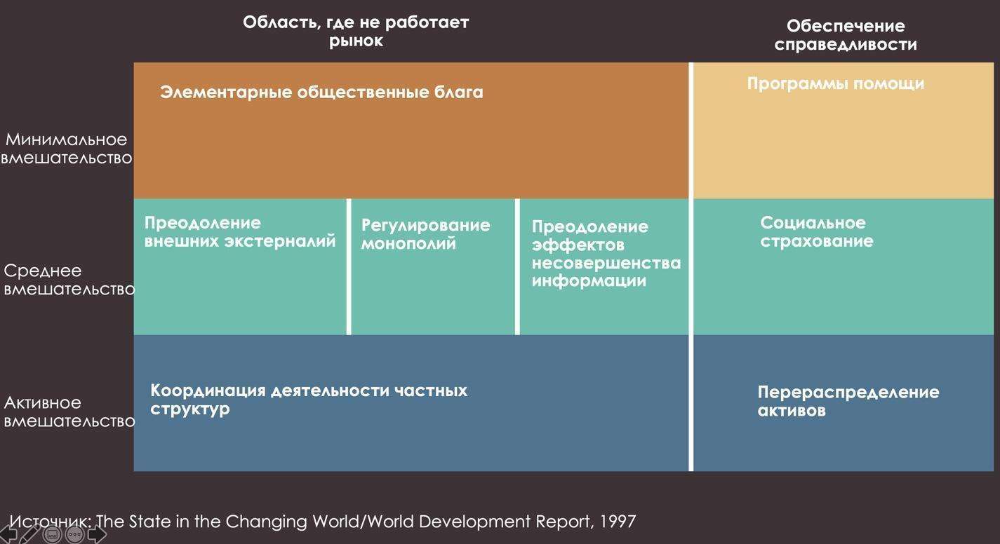 Область, где не работает
рынок
Обеспечение
справедливости
Минимальное
вмешательство
Элементарные общественные блага
Программы помощи
Среднее
вмешательство
Преодоление
внешних экстерналий
Регулирование
монополий
Преодоление
эффектов
несовершенства
информации
Социальное
страхование
Активное
вмешательство
Координация деятельности частных
структур
Перераспределение
активов
Источник: The State in the Changing World/World Development Report, 1997